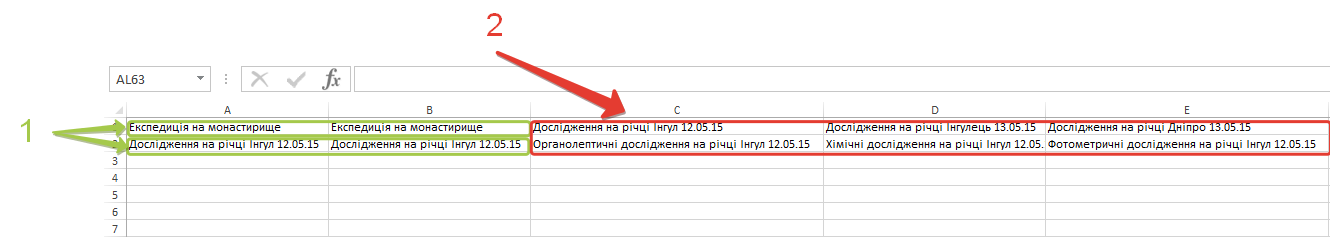 2
AL63 fx
1
A B C D E
1 Експедиція на монастирище Експедиція на монастирище Дослідження на річці Інгул 12.05.15 Дослідження на річці Інгулець 13.05.15 Дослідження на річці Дніпро 13.05.15
2 Дослідження на річці Інгул 12.05.15 Дослідження на річці Інгул 12.05.15 Органолептичні дослідження на річці Інгул 12.05.15 Хімічні дослідження на річці Інгул 12.05. Фотометричні дослідження на річці Інгул 12.05.15
3
4
5
6
7